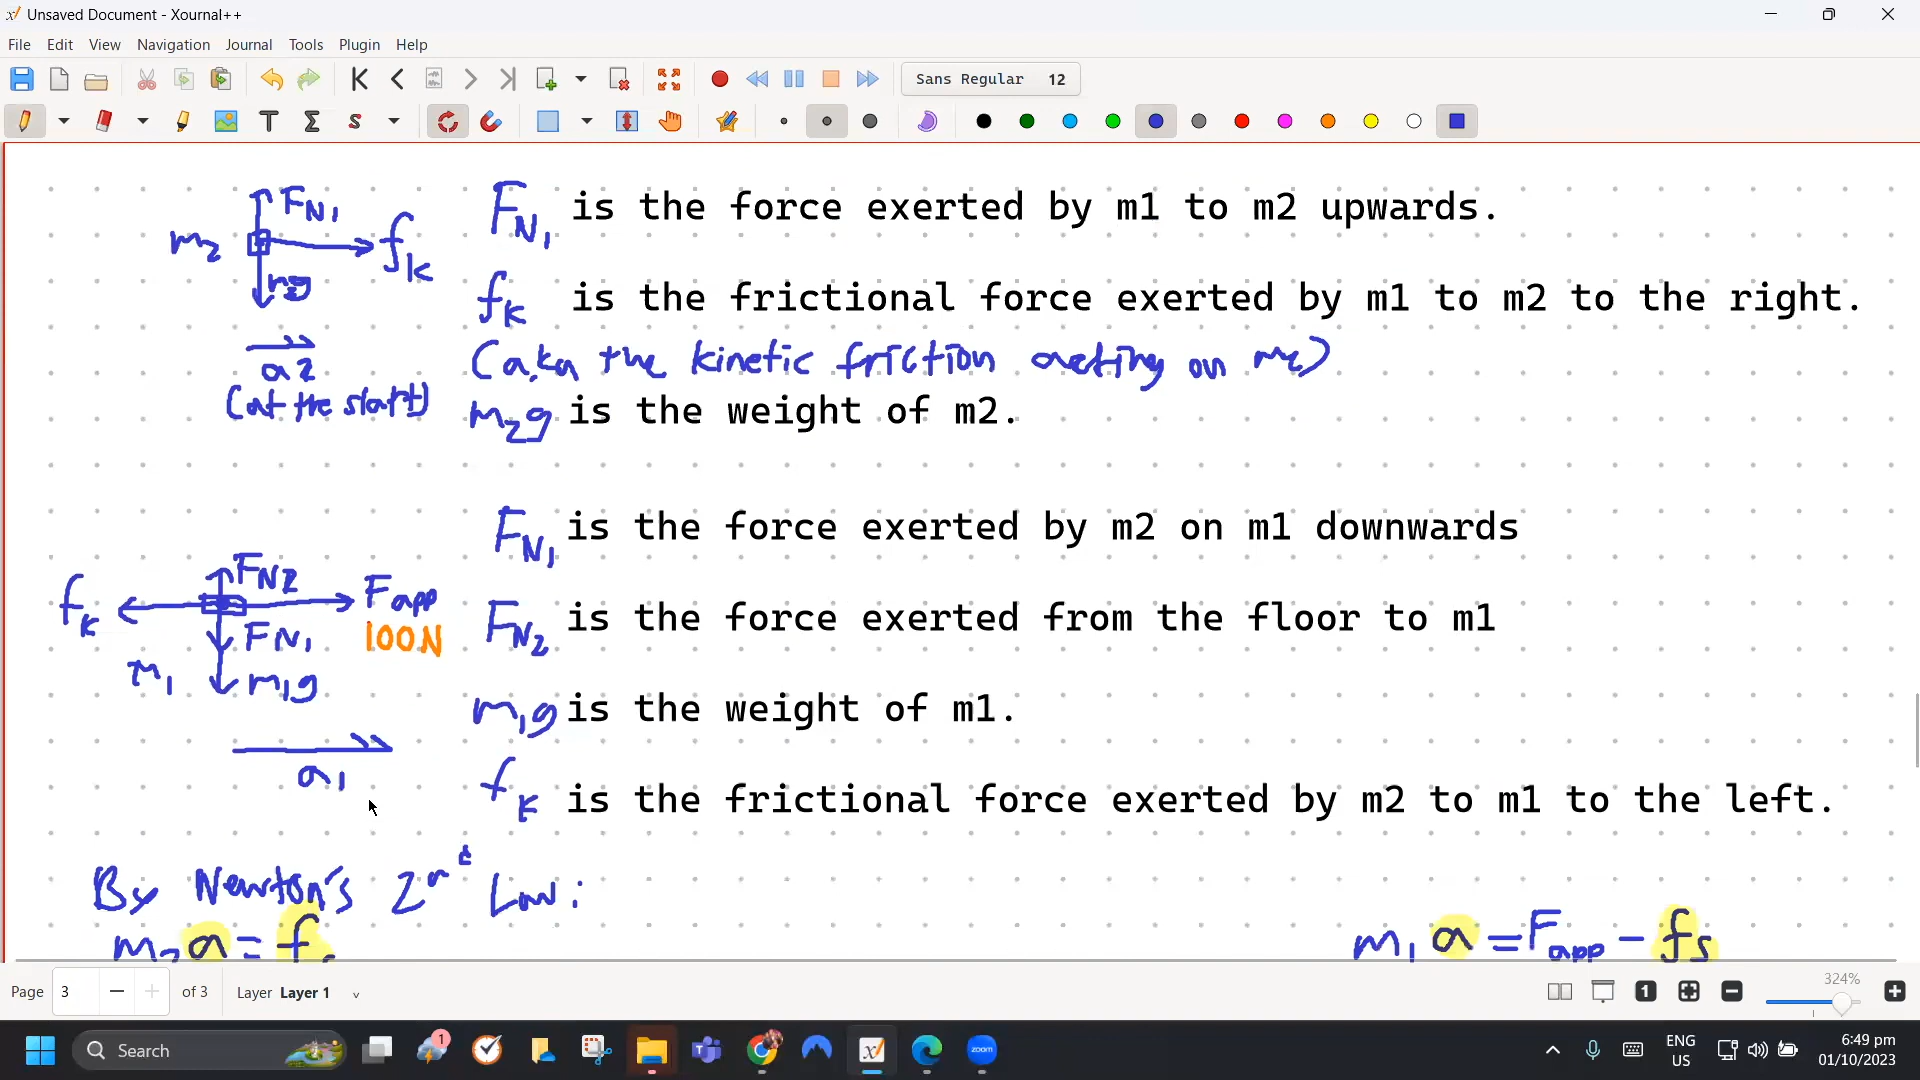 Unsaved Document - Xournal++
File Edit View Navigation Journal Tools Plugin Help
Sans Regular 12
FN1
m2
fk
m2g
a2
(at the start)
FN1 is the force exerted by m1 to m2 upwards.
fk is the frictional force exerted by m1 to m2 to the right.
(a.k.a the kinetic friction acting on m2)
m2g is the weight of m2.
FN2
fk
Fapp
100N
FN1
m1
m1g
a1
FN1 is the force exerted by m2 on m1 downwards
FN2 is the force exerted from the floor to m1
m1g is the weight of m1.
fk is the frictional force exerted by m2 to m1 to the left.
By Newton's 2nd Law:
m2 a = fs
m1 a = Fapp - fs
Page 3 of 3 Layer Layer 1
324%
Search
1
zoom
ENG
US
6:49 pm
01/10/2023